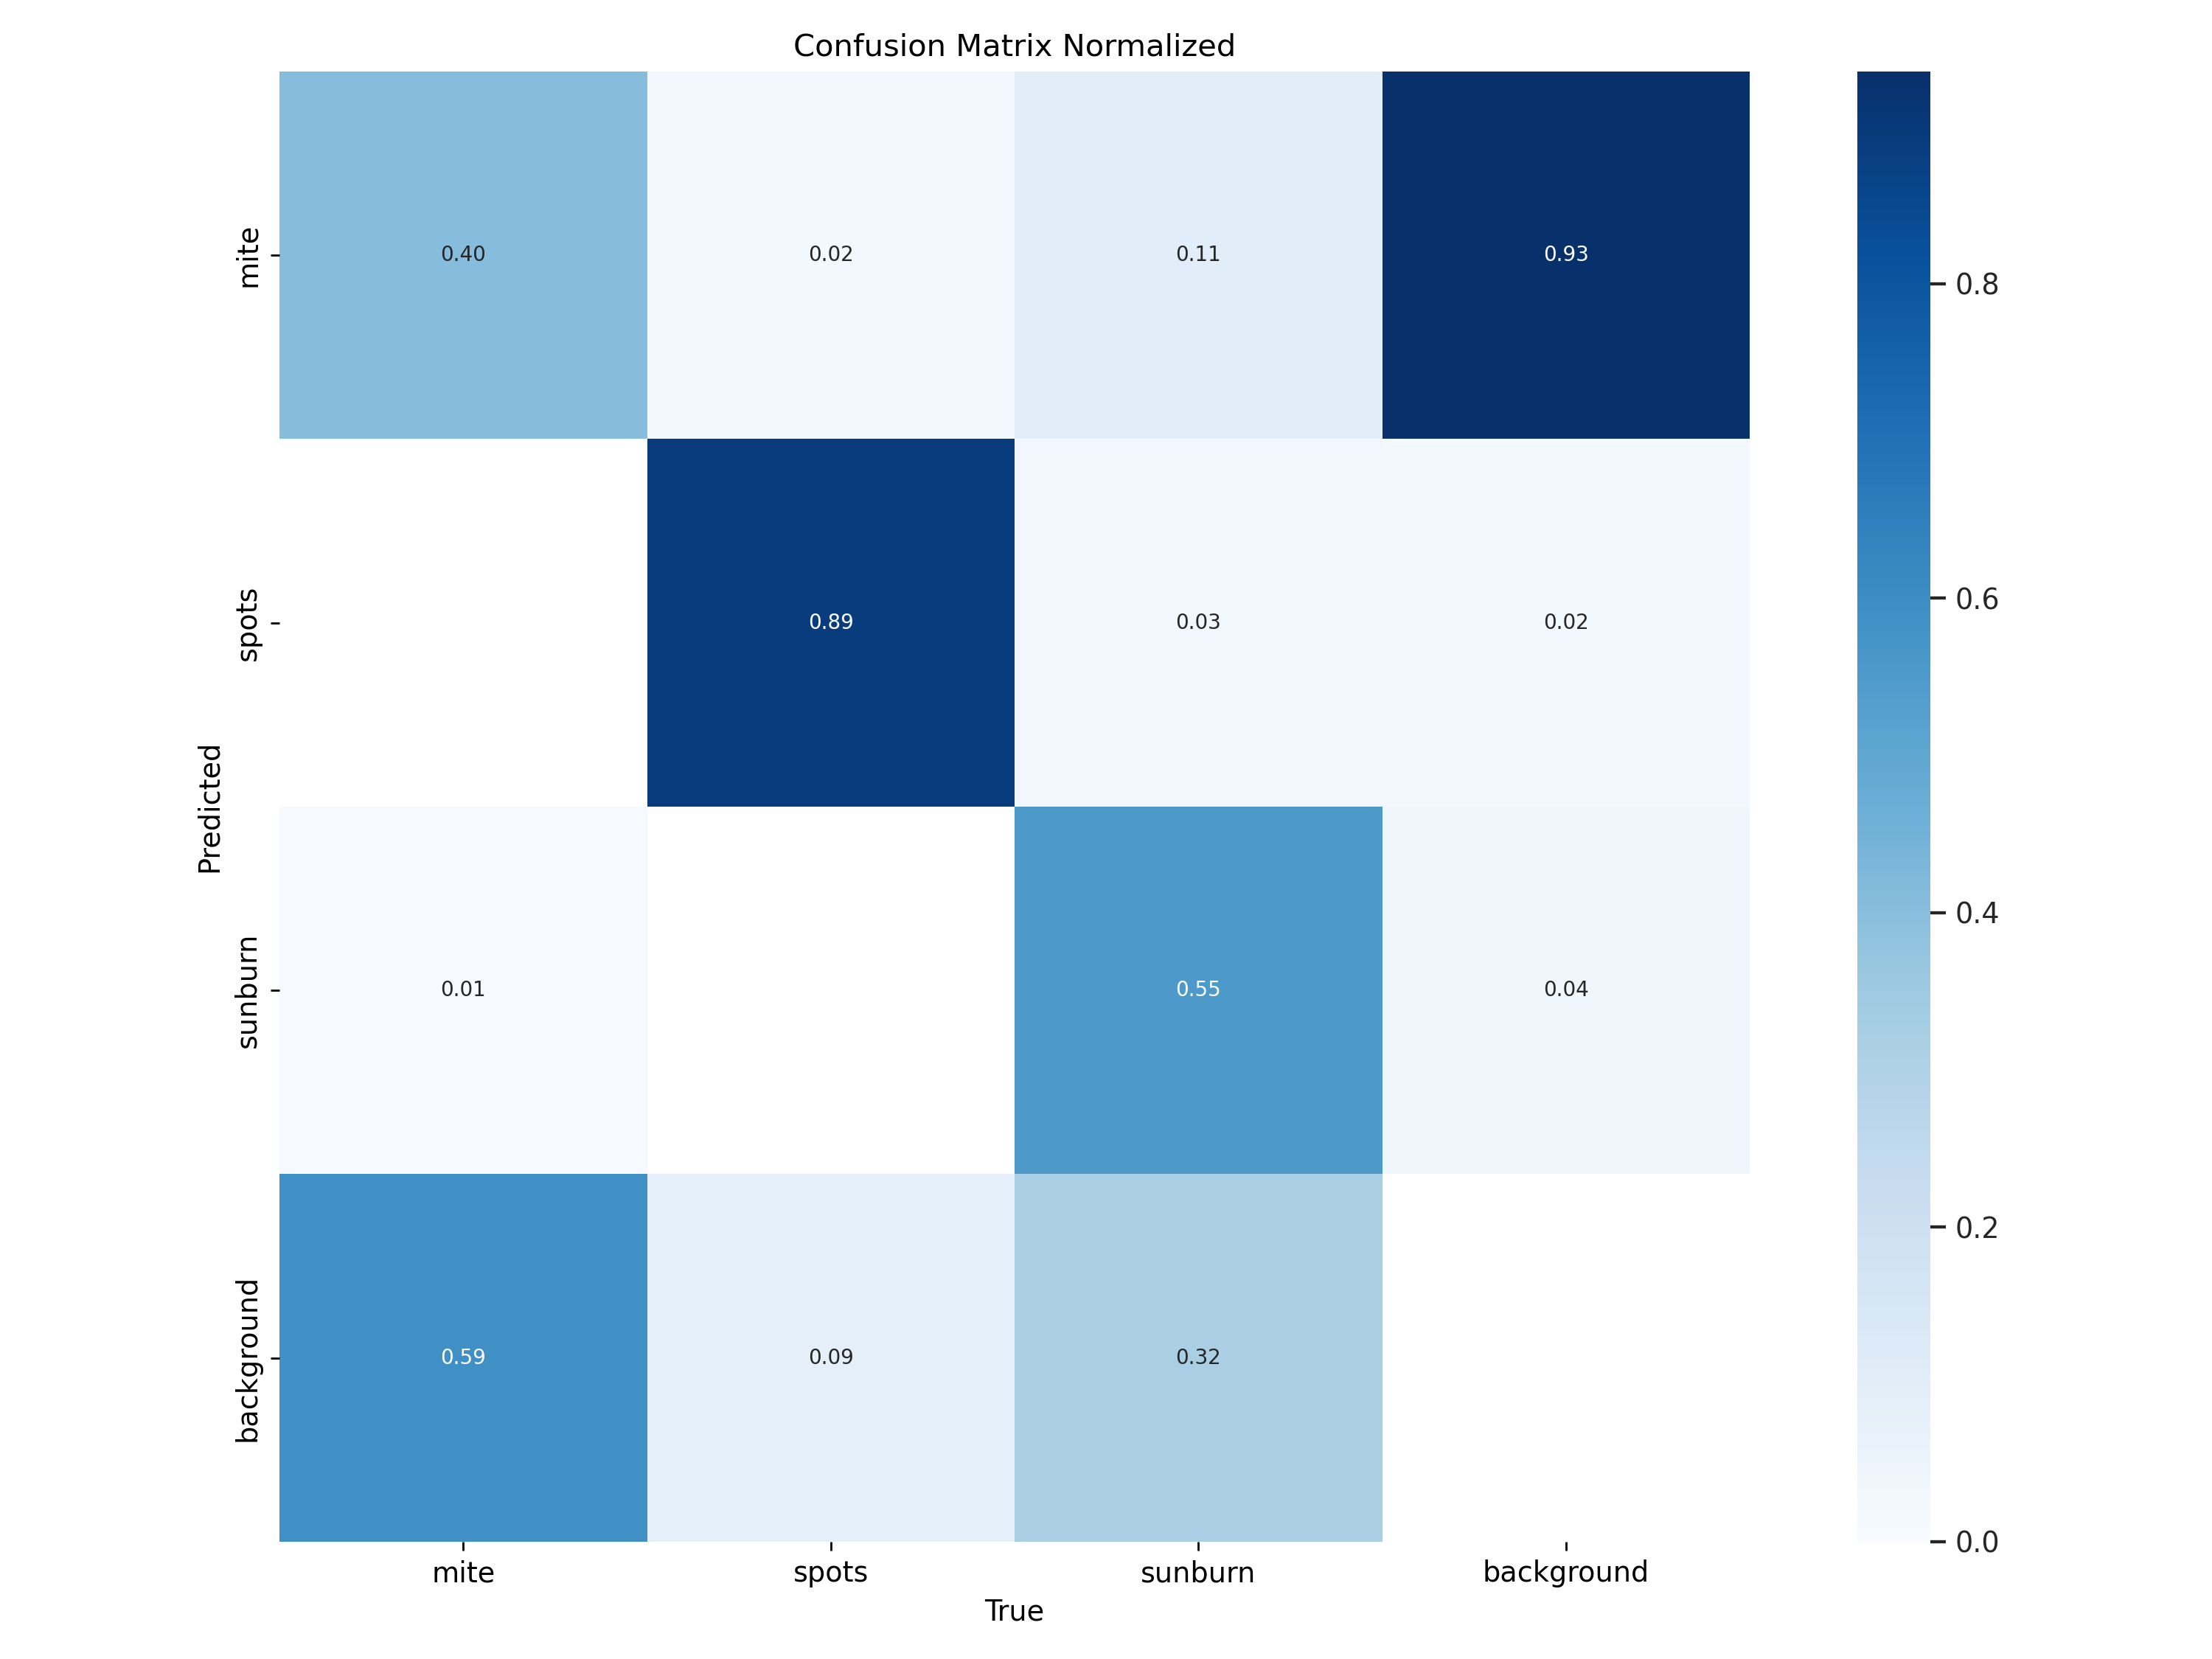 Confusion Matrix Normalized
mite
0.40
0.02
0.11
0.93
0.8
spots
0.89
0.03
0.02
0.6
Predicted
0.4
sunburn
0.01
0.55
0.04
0.2
background
0.59
0.09
0.32
0.0
mite
spots
sunburn
background
True